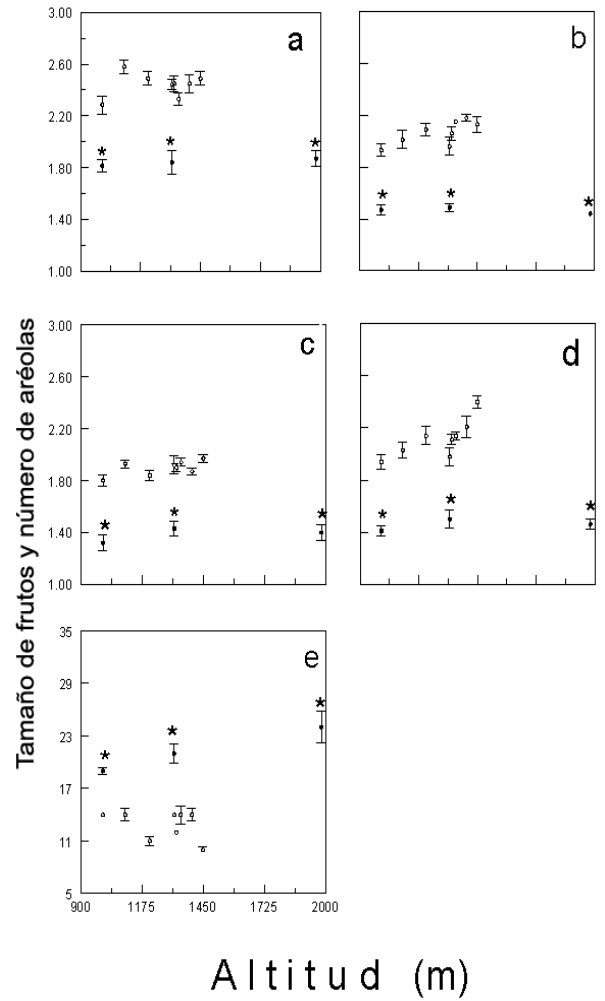 3.00
a
2.60
2.20
1.80
1.40
1.00
b
3.00
c
2.60
2.20
1.80
1.40
1.00
d
35
e
29
23
17
11
5
900 1175 1450 1725 2000
Tamaño de frutos y número de aréolas
Altitud (m)